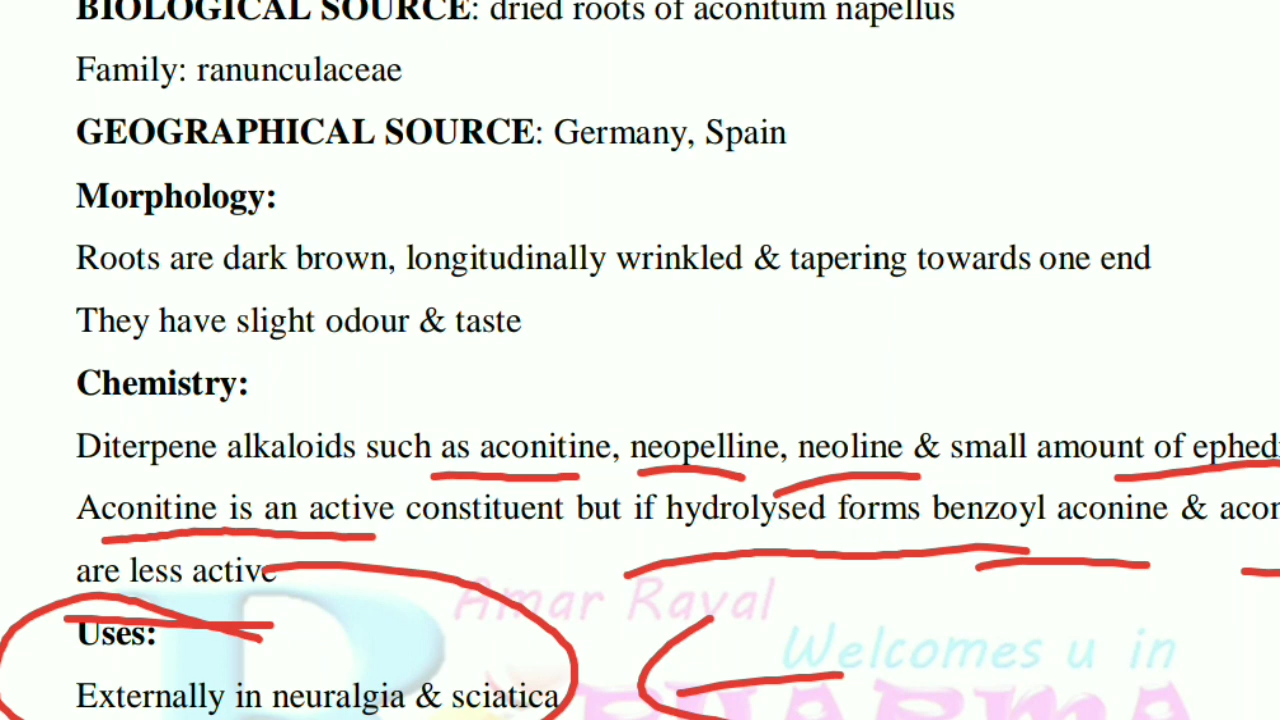 BIOLOGICAL SOURCE: dried roots of aconitum napellus
Family: ranunculaceae
GEOGRAPHICAL SOURCE: Germany, Spain
Morphology:
Roots are dark brown, longitudinally wrinkled & tapering towards one end
They have slight odour & taste
Chemistry:
Diterpene alkaloids such as aconitine, neopelline, neoline & small amount of ephed
Aconitine is an active constituent but if hydrolysed forms benzoyl aconine & acon
are less active
Amar Raval
Uses:
Welcomes u in
Externally in neuralgia & sciatica
PHARMA